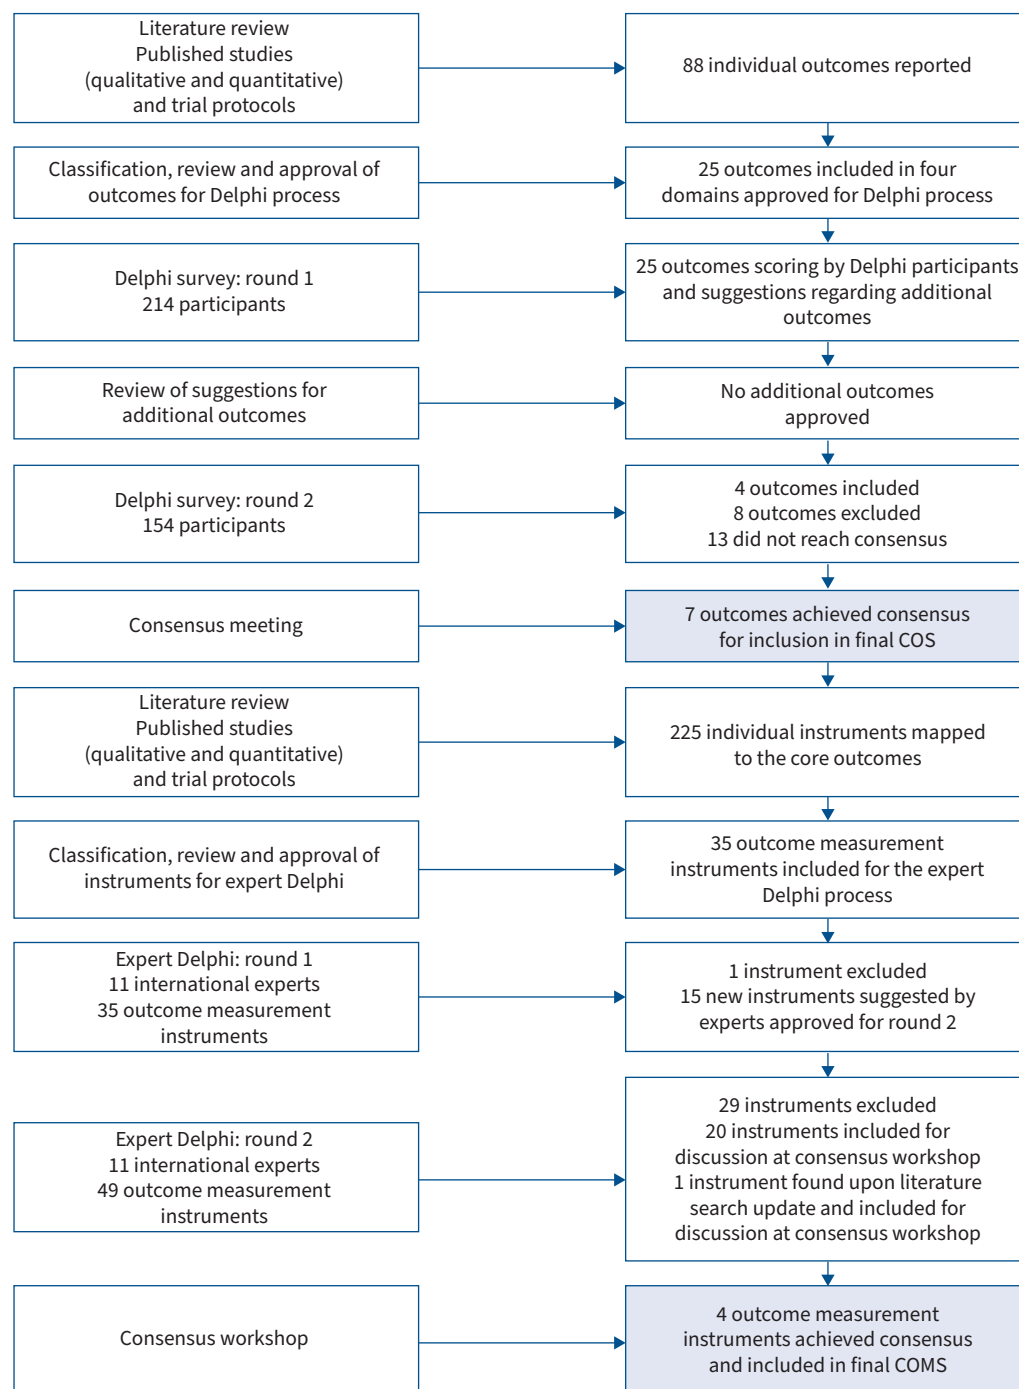 Literature review
Published studies
(qualitative and quantitative)
and trial protocols
88 individual outcomes reported
Classification, review and approval of
outcomes for Delphi process
25 outcomes included in four
domains approved for Delphi process
Delphi survey: round 1
214 participants
25 outcomes scoring by Delphi participants
and suggestions regarding additional
outcomes
Review of suggestions for
additional outcomes
No additional outcomes
approved
Delphi survey: round 2
154 participants
4 outcomes included
8 outcomes excluded
13 did not reach consensus
Consensus meeting
7 outcomes achieved consensus
for inclusion in final COS
Literature review
Published studies
(qualitative and quantitative)
and trial protocols
225 individual instruments mapped
to the core outcomes
Classification, review and approval of
instruments for expert Delphi
35 outcome measurement
instruments included for the expert
Delphi process
Expert Delphi: round 1
11 international experts
35 outcome measurement
instruments
1 instrument excluded
15 new instruments suggested by
experts approved for round 2
Expert Delphi: round 2
11 international experts
49 outcome measurement
instruments
29 instruments excluded
20 instruments included for
discussion at consensus workshop
1 instrument found upon literature
search update and included for
discussion at consensus workshop
Consensus workshop
4 outcome measurement
instruments achieved consensus
and included in final COMS